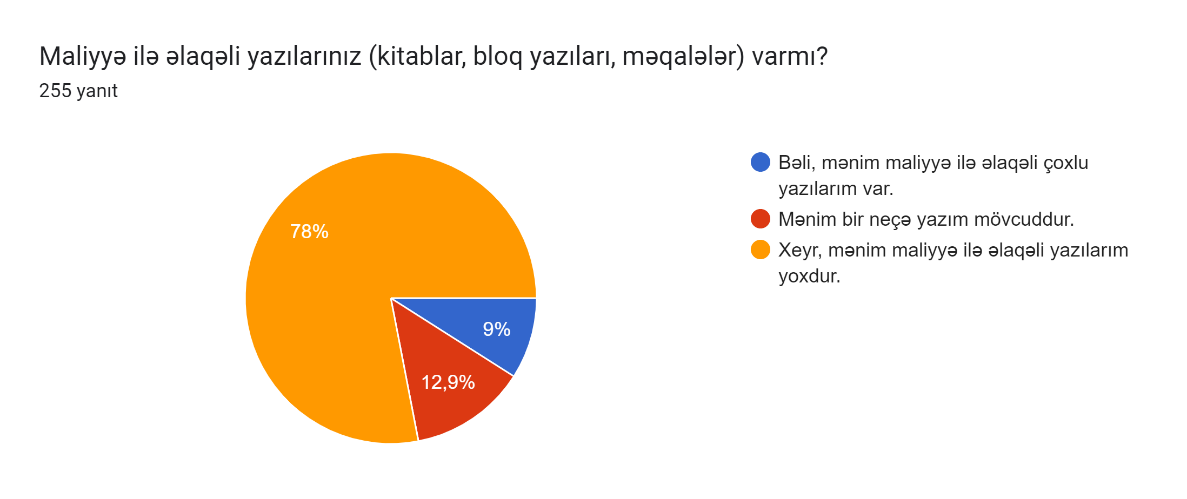 Maliyyə ilə əlaqəli yazılarınız (kitablar, bloq yazıları, məqalələr) varmı?
255 yanıt
Bəli, mənim maliyyə ilə əlaqəli çoxlu
yazılarım var.
Mənim bir neçə yazım mövcuddur.
Xeyr, mənim maliyyə ilə əlaqəli yazılarım
yoxdur.
78%
9%
12,9%